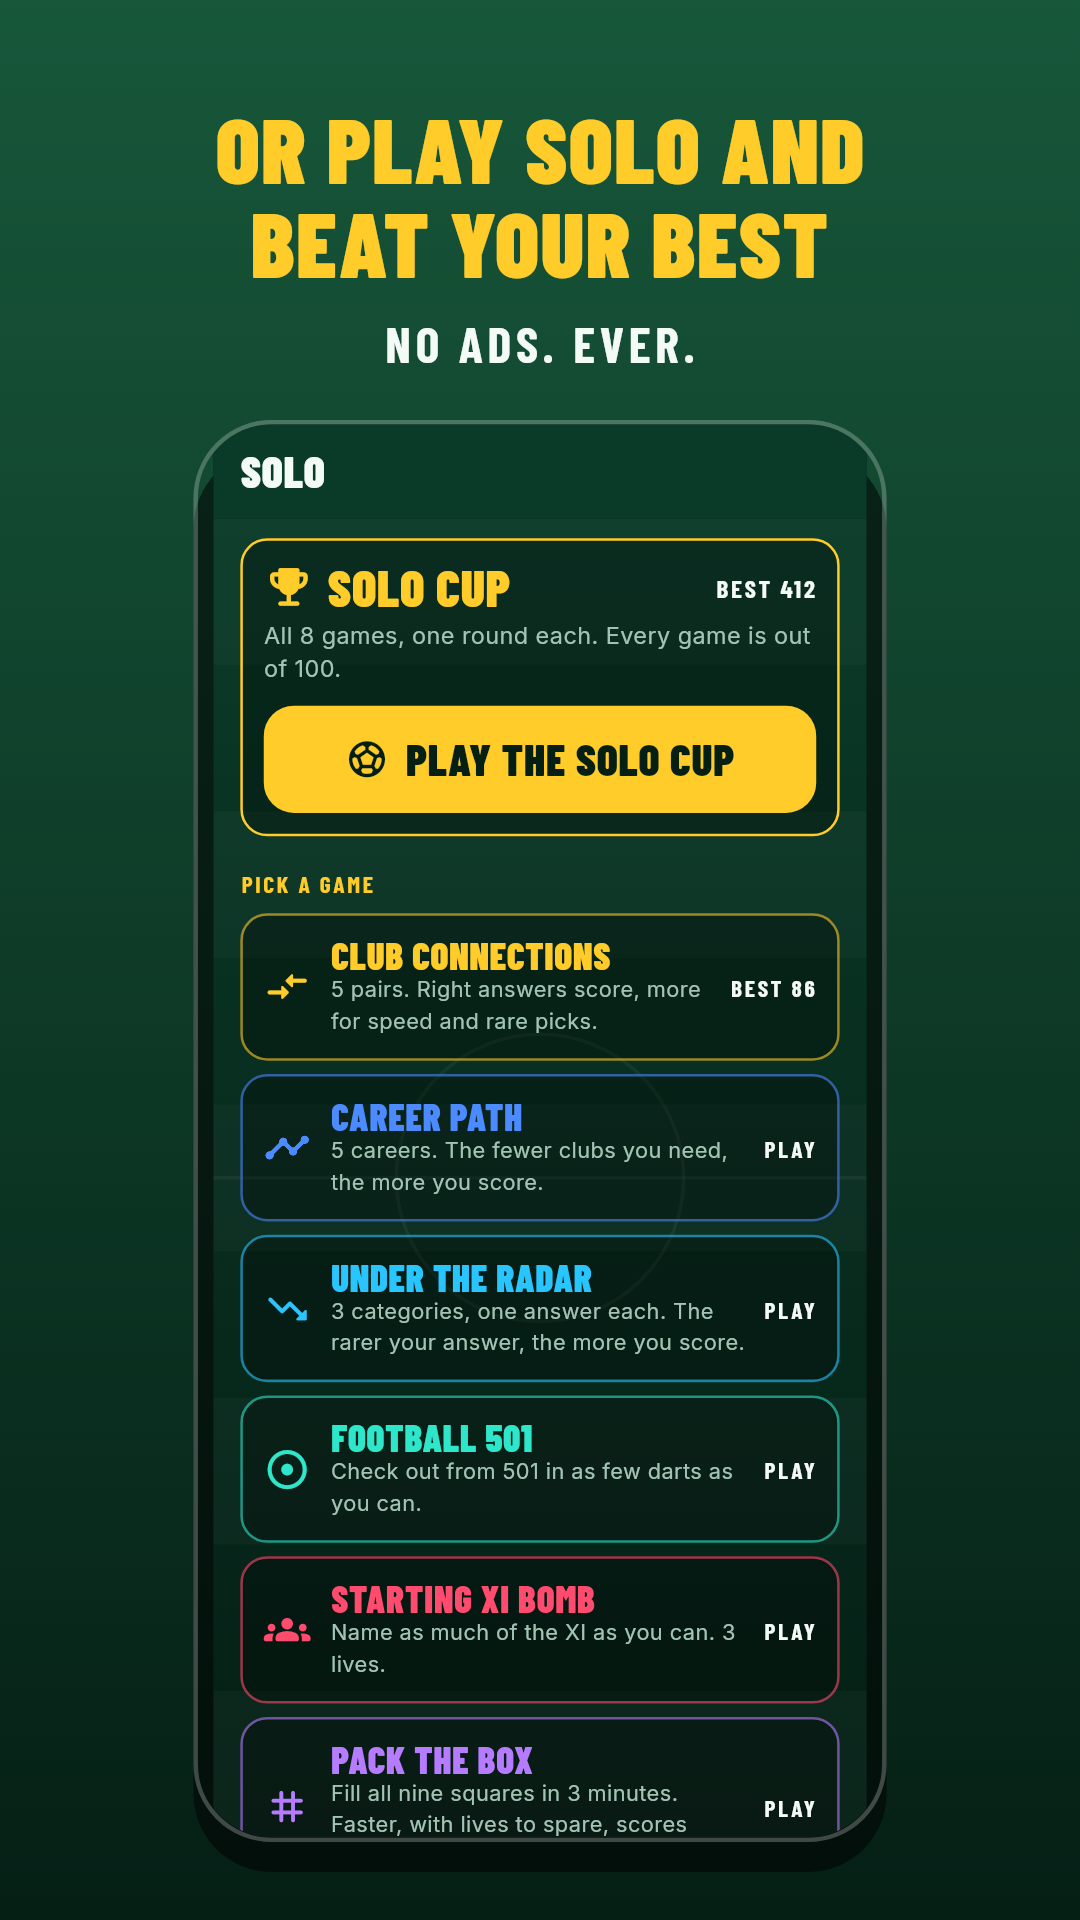 OR PLAY SOLO AND
BEAT YOUR BEST
NO ADS. EVER.
SOLO
SOLO CUP
BEST 412
All 8 games, one round each. Every game is out
of 100.
PLAY THE SOLO CUP
PICK A GAME
CLUB CONNECTIONS
5 pairs. Right answers score, more
for speed and rare picks.
BEST 86
CAREER PATH
5 careers. The fewer clubs you need,
the more you score.
PLAY
UNDER THE RADAR
3 categories, one answer each. The
rarer your answer, the more you score.
PLAY
FOOTBALL 501
Check out from 501 in as few darts as
you can.
PLAY
STARTING XI BOMB
Name as much of the XI as you can. 3
lives.
PLAY
PACK THE BOX
Fill all nine squares in 3 minutes.
Faster, with lives to spare, scores
PLAY